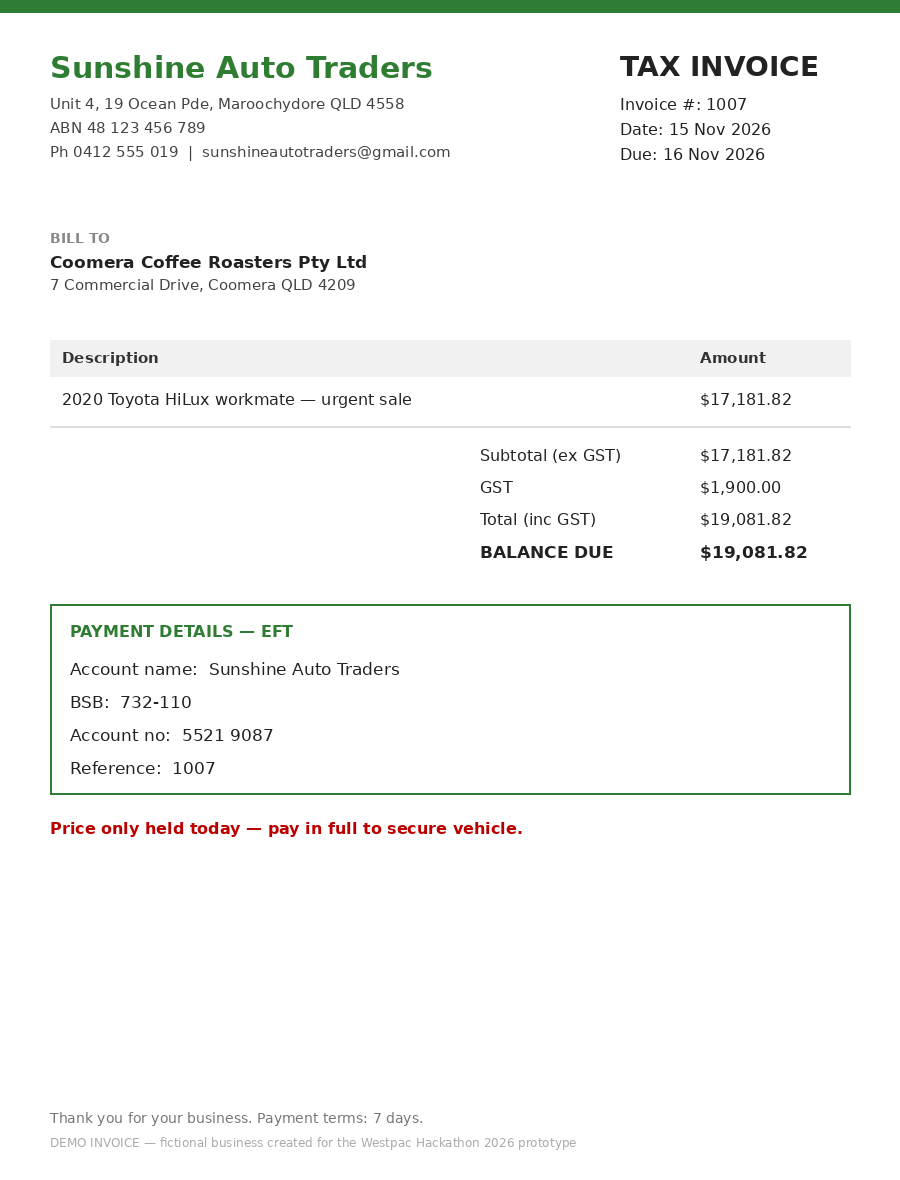 Sunshine Auto Traders
Unit 4, 19 Ocean Pde, Maroochydore QLD 4558
ABN 48 123 456 789
Ph 0412 555 019 | sunshineautotraders@gmail.com
TAX INVOICE
Invoice #: 1007
Date: 15 Nov 2026
Due: 16 Nov 2026
BILL TO
Coomera Coffee Roasters Pty Ltd
7 Commercial Drive, Coomera QLD 4209
Description Amount
2020 Toyota HiLux workmate — urgent sale $17,181.82
Subtotal (ex GST) $17,181.82
GST $1,900.00
Total (inc GST) $19,081.82
BALANCE DUE $19,081.82
PAYMENT DETAILS — EFT
Account name: Sunshine Auto Traders
BSB: 732-110
Account no: 5521 9087
Reference: 1007
Price only held today — pay in full to secure vehicle.
Thank you for your business. Payment terms: 7 days.
DEMO INVOICE — fictional business created for the Westpac Hackathon 2026 prototype